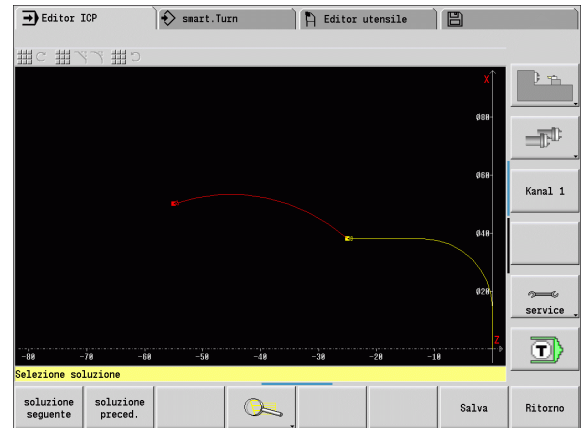 Editor ICP
smart.Turn
Editor utensile
X
Ø80
Ø60
Kanal 1
Ø40
Ø20
service
Z
-80 -70 -60 -50 -40 -30 -20 -10
T
Selezione soluzione
soluzione seguente
soluzione preced.
Salva
Ritorno